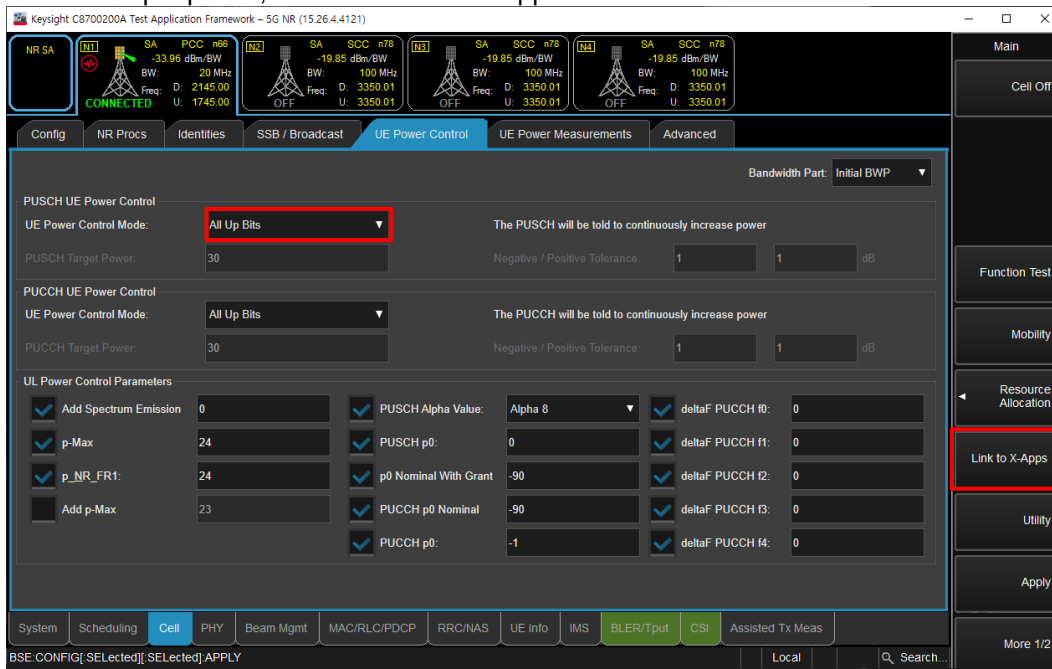 Keysight C8700200A Test Application Framework – 5G NR (15.26.4.4121)
NR SA
N1 SA PCC n66
-33.96 dBm/BW
BW: 20 MHz
Freq: D: 2145.00
CONNECTED U: 1745.00
N2 SA SCC n78
-19.85 dBm/BW
BW: 100 MHz
Freq: D: 3350.01
OFF U: 3350.01
N3 SA SCC n78
-19.85 dBm/BW
BW: 100 MHz
Freq: D: 3350.01
OFF U: 3350.01
N4 SA SCC n78
-19.85 dBm/BW
BW: 100 MHz
Freq: D: 3350.01
OFF U: 3350.01
Main
Cell Off
Function Test
Mobility
Resource
Allocation
Link to X-Apps
Utility
Apply
More 1/2
Config NR Procs Identities SSB / Broadcast UE Power Control UE Power Measurements Advanced
Bandwidth Part: Initial BWP
PUSCH UE Power Control
UE Power Control Mode: All Up Bits The PUSCH will be told to continuously increase power
PUSCH Target Power: 30 Negative / Positive Tolerance: 1 1 dB
PUCCH UE Power Control
UE Power Control Mode: All Up Bits The PUCCH will be told to continuously increase power
PUCCH Target Power: 30 Negative / Positive Tolerance: 1 1 dB
UL Power Control Parameters
Add Spectrum Emission 0 PUSCH Alpha Value: Alpha 8 deltaF PUCCH f0: 0
p-Max 24 PUSCH p0: 0 deltaF PUCCH f1: 0
p_NR_FR1: 24 p0 Nominal With Grant -90 deltaF PUCCH f2: 0
Add p-Max 23 PUCCH p0 Nominal -90 deltaF PUCCH f3: 0
PUCCH p0: -1 deltaF PUCCH f4: 0
System Scheduling Cell PHY Beam Mgmt MAC/RLC/PDCP RRC/NAS UE Info IMS BLER/Tput CSI Assisted Tx Meas
BSE:CONFIG[:SELected][:SELected]:APPLY Local Search...